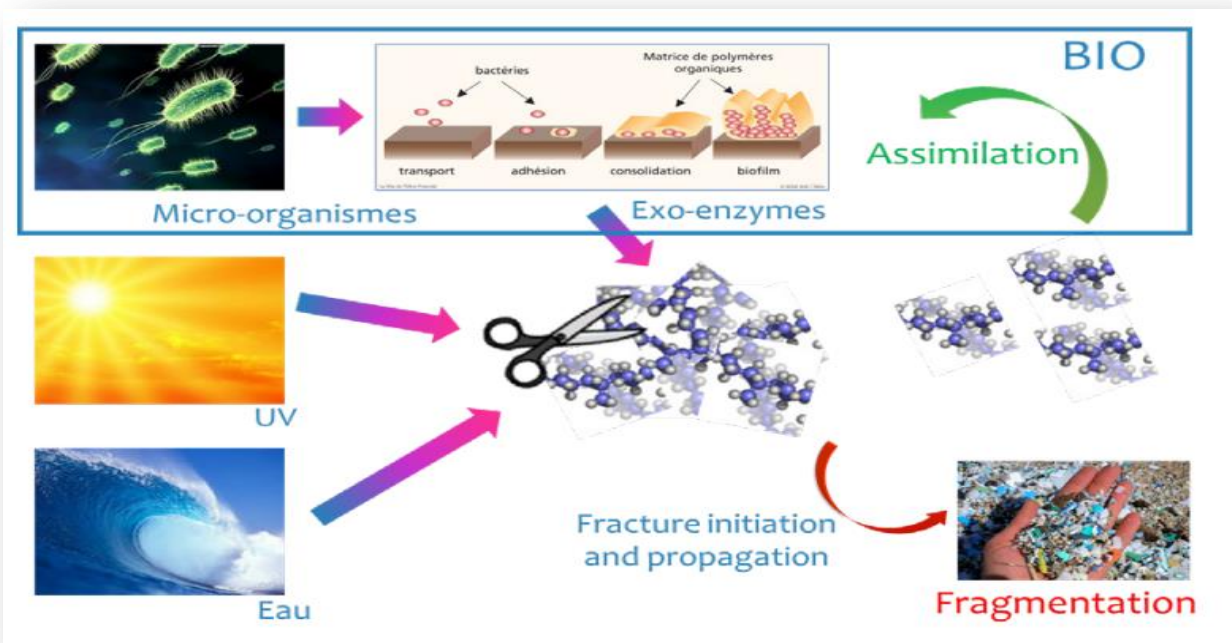 BIO
bactéries
Matrice de polymères
organiques
transport
adhésion
consolidation
biofilm
Assimilation
Micro-organismes
Exo-enzymes
UV
Eau
Fracture initiation
and propagation
Fragmentation